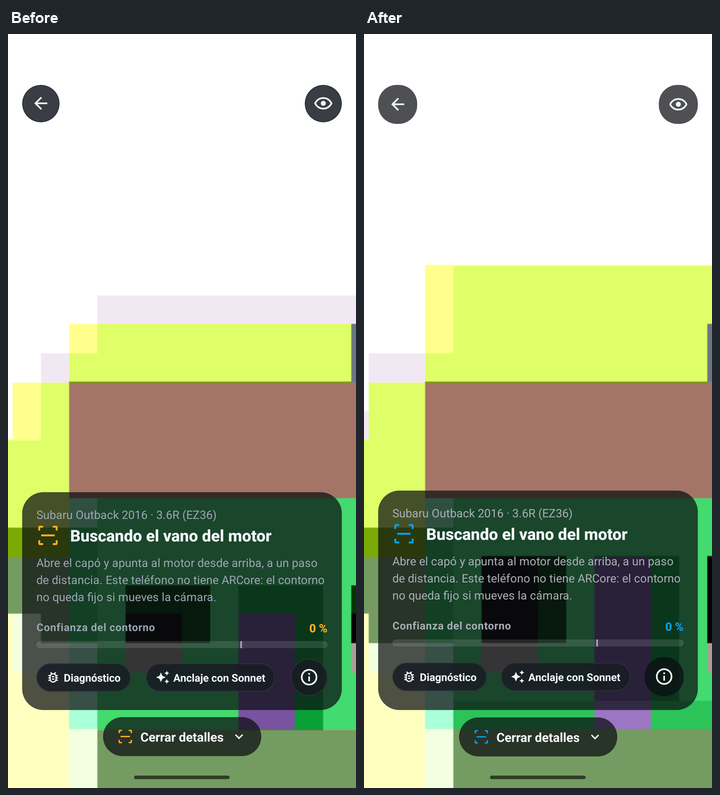 Before
After
Subaru Outback 2016 · 3.6R (EZ36)
Buscando el vano del motor
Abre el capó y apunta al motor desde arriba, a un paso
de distancia. Este teléfono no tiene ARCore: el contorno
no queda fijo si mueves la cámara.
Confianza del contorno
0 %
Diagnóstico
Anclaje con Sonnet
Cerrar detalles
Subaru Outback 2016 · 3.6R (EZ36)
Buscando el vano del motor
Abre el capó y apunta al motor desde arriba, a un paso
de distancia. Este teléfono no tiene ARCore: el contorno
no queda fijo si mueves la cámara.
Confianza del contorno
0 %
Diagnóstico
Anclaje con Sonnet
Cerrar detalles